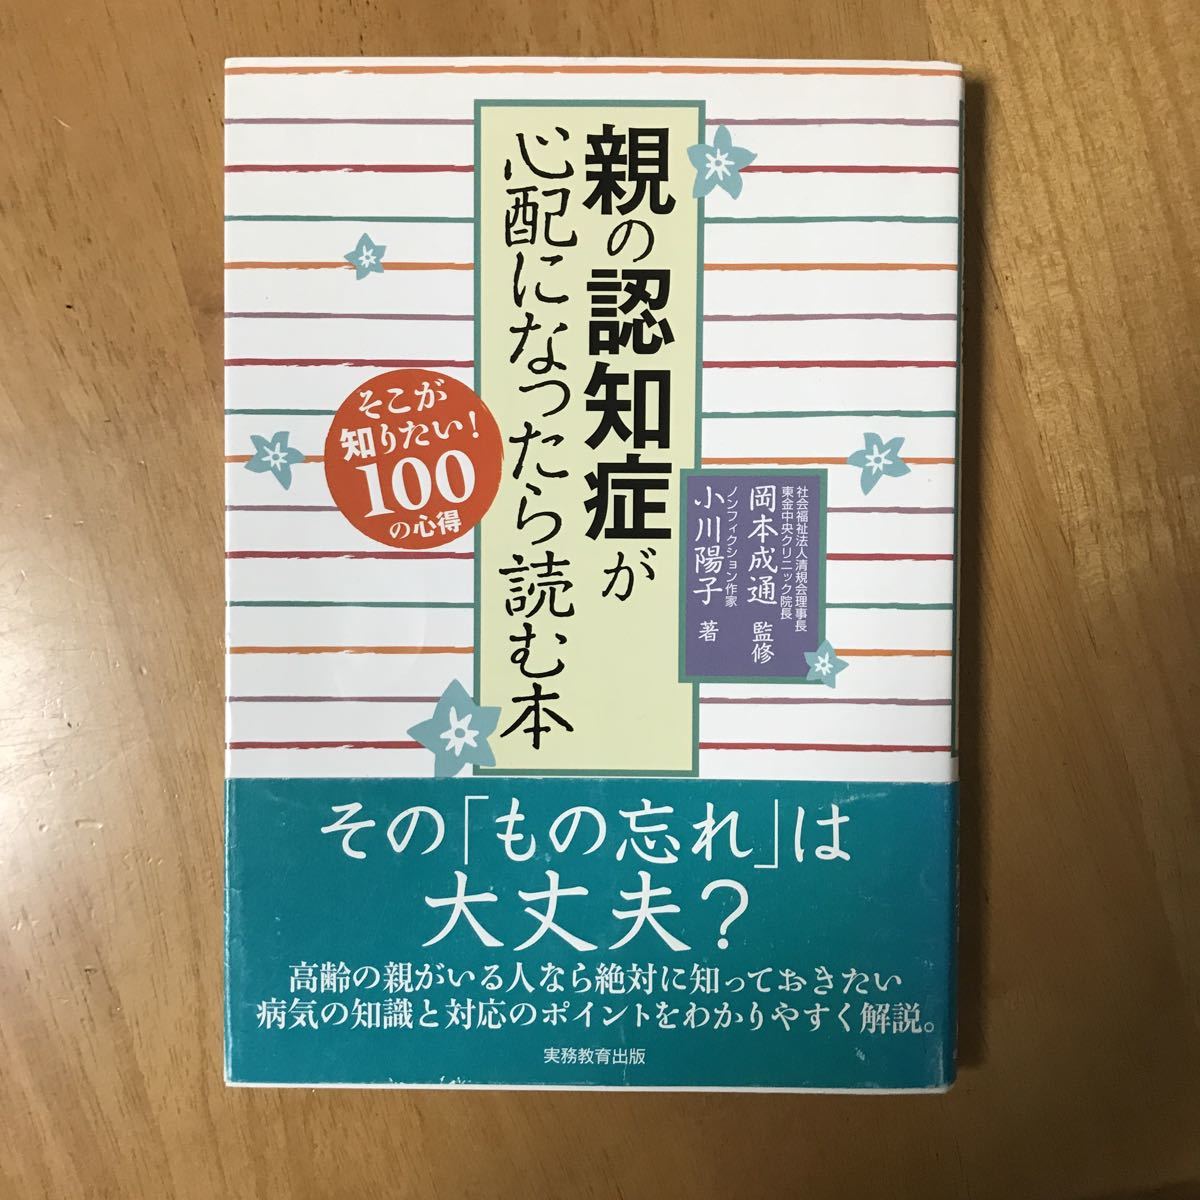 親の認知症が
心配になったら読む本
そこが
知りたい!
100
の心得
社会福祉法人清規会理事長
東金中央クリニック院長
岡本成通 監修
ノンフィクション作家
小川陽子 著
その「もの忘れ」は
大丈夫?
高齢の親がいる人なら絶対に知っておきたい
病気の知識と対応のポイントをわかりやすく解説。
実務教育出版